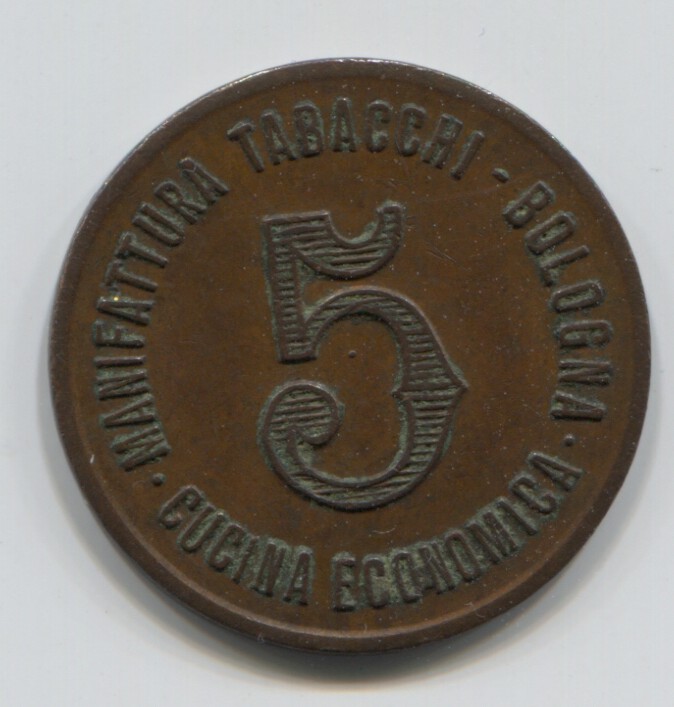 MANIFATTURA TABACCHI - BOLOGNA
· CUCINA ECONOMICA ·
5